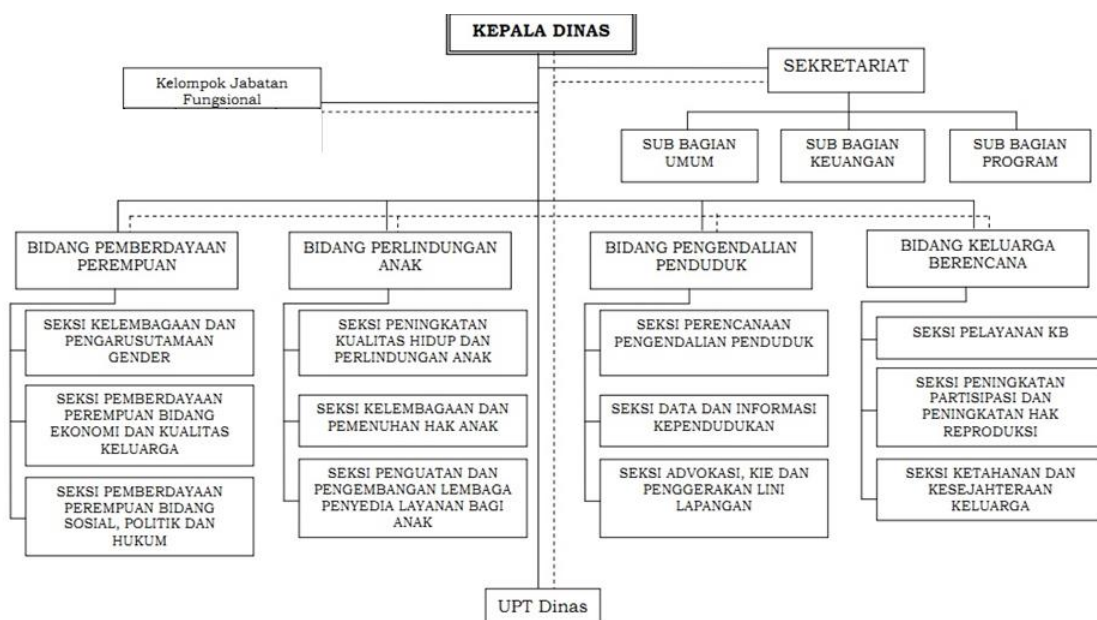 KEPALA DINAS
SEKRETARIAT
Kelompok Jabatan
Fungsional
SUB BAGIAN
UMUM
SUB BAGIAN
KEUANGAN
SUB BAGIAN
PROGRAM
BIDANG PEMBERDAYAAN
PEREMPUAN
BIDANG PERLINDUNGAN
ANAK
BIDANG PENGENDALIAN
PENDUDUK
BIDANG KELUARGA
BERENCANA
SEKSI KELEMBAGAAN DAN
PENGARUSUTAMAAN
GENDER
SEKSI PEMBERDAYAAN
PEREMPUAN BIDANG
EKONOMI DAN KUALITAS
KELUARGA
SEKSI PEMBERDAYAAN
PEREMPUAN BIDANG
SOSIAL, POLITIK DAN
HUKUM
SEKSI PENINGKATAN
KUALITAS HIDUP DAN
PERLINDUNGAN ANAK
SEKSI KELEMBAGAAN DAN
PEMENUHAN HAK ANAK
SEKSI PENGUATAN DAN
PENGEMBANGAN LEMBAGA
PENYEDIA LAYANAN BAGI
ANAK
SEKSI PERENCANAAN
PENGENDALIAN PENDUDUK
SEKSI DATA DAN INFORMASI
KEPENDUDUKAN
SEKSI ADVOKASI, KIE DAN
PENGGERAKAN LINI
LAPANGAN
SEKSI PELAYANAN KB
SEKSI PENINGKATAN
PARTISIPASI DAN
PENINGKATAN HAK
REPRODUKSI
SEKSI KETAHANAN DAN
KESEJAHTERAAN
KELUARGA
UPT Dinas